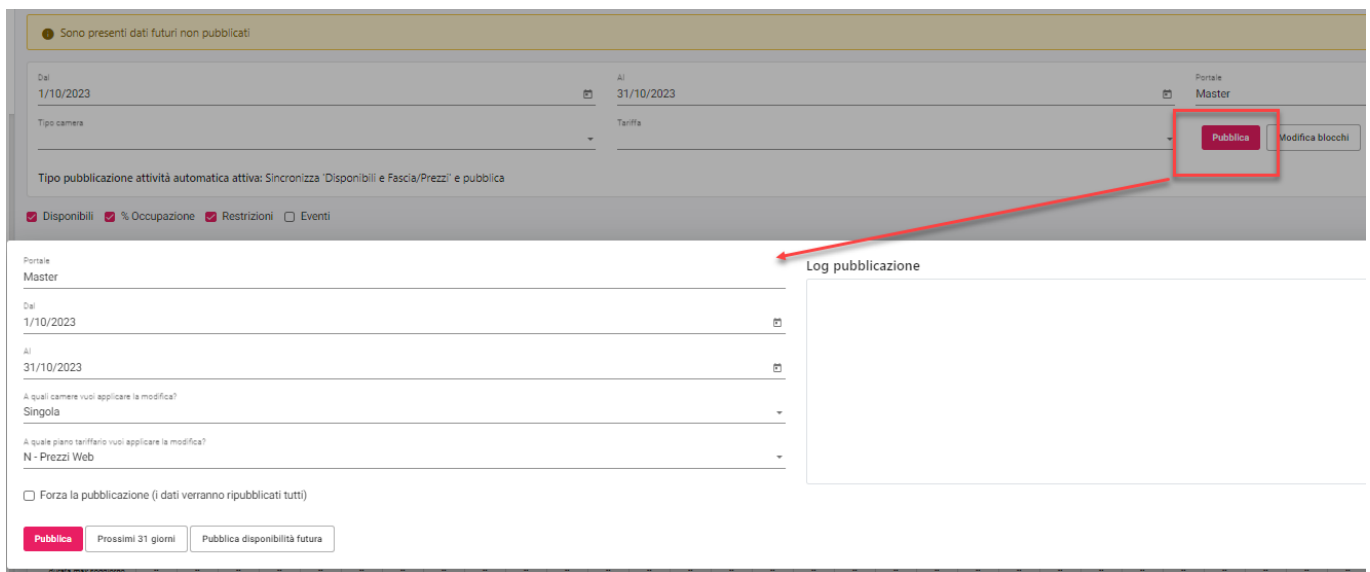 Sono presenti dati futuri non pubblicati
Dal
Al
Portale
1/10/2023
31/10/2023
Master
Tipo camera
Tariffa
Pubblica
Modifica blocchi
Tipo pubblicazione attività automatica attiva: Sincronizza 'Disponibili e Fascia/Prezzi' e pubblica
Disponibili
% Occupazione
Restrizioni
Eventi
Portale
Master
Log pubblicazione
Dal
1/10/2023
Al
31/10/2023
A quali camere vuoi applicare la modifica?
Singola
A quale piano tariffario vuoi applicare la modifica?
N - Prezzi Web
Forza la pubblicazione (i dati verranno ripubblicati tutti)
Pubblica
Prossimi 31 giorni
Pubblica disponibilità futura